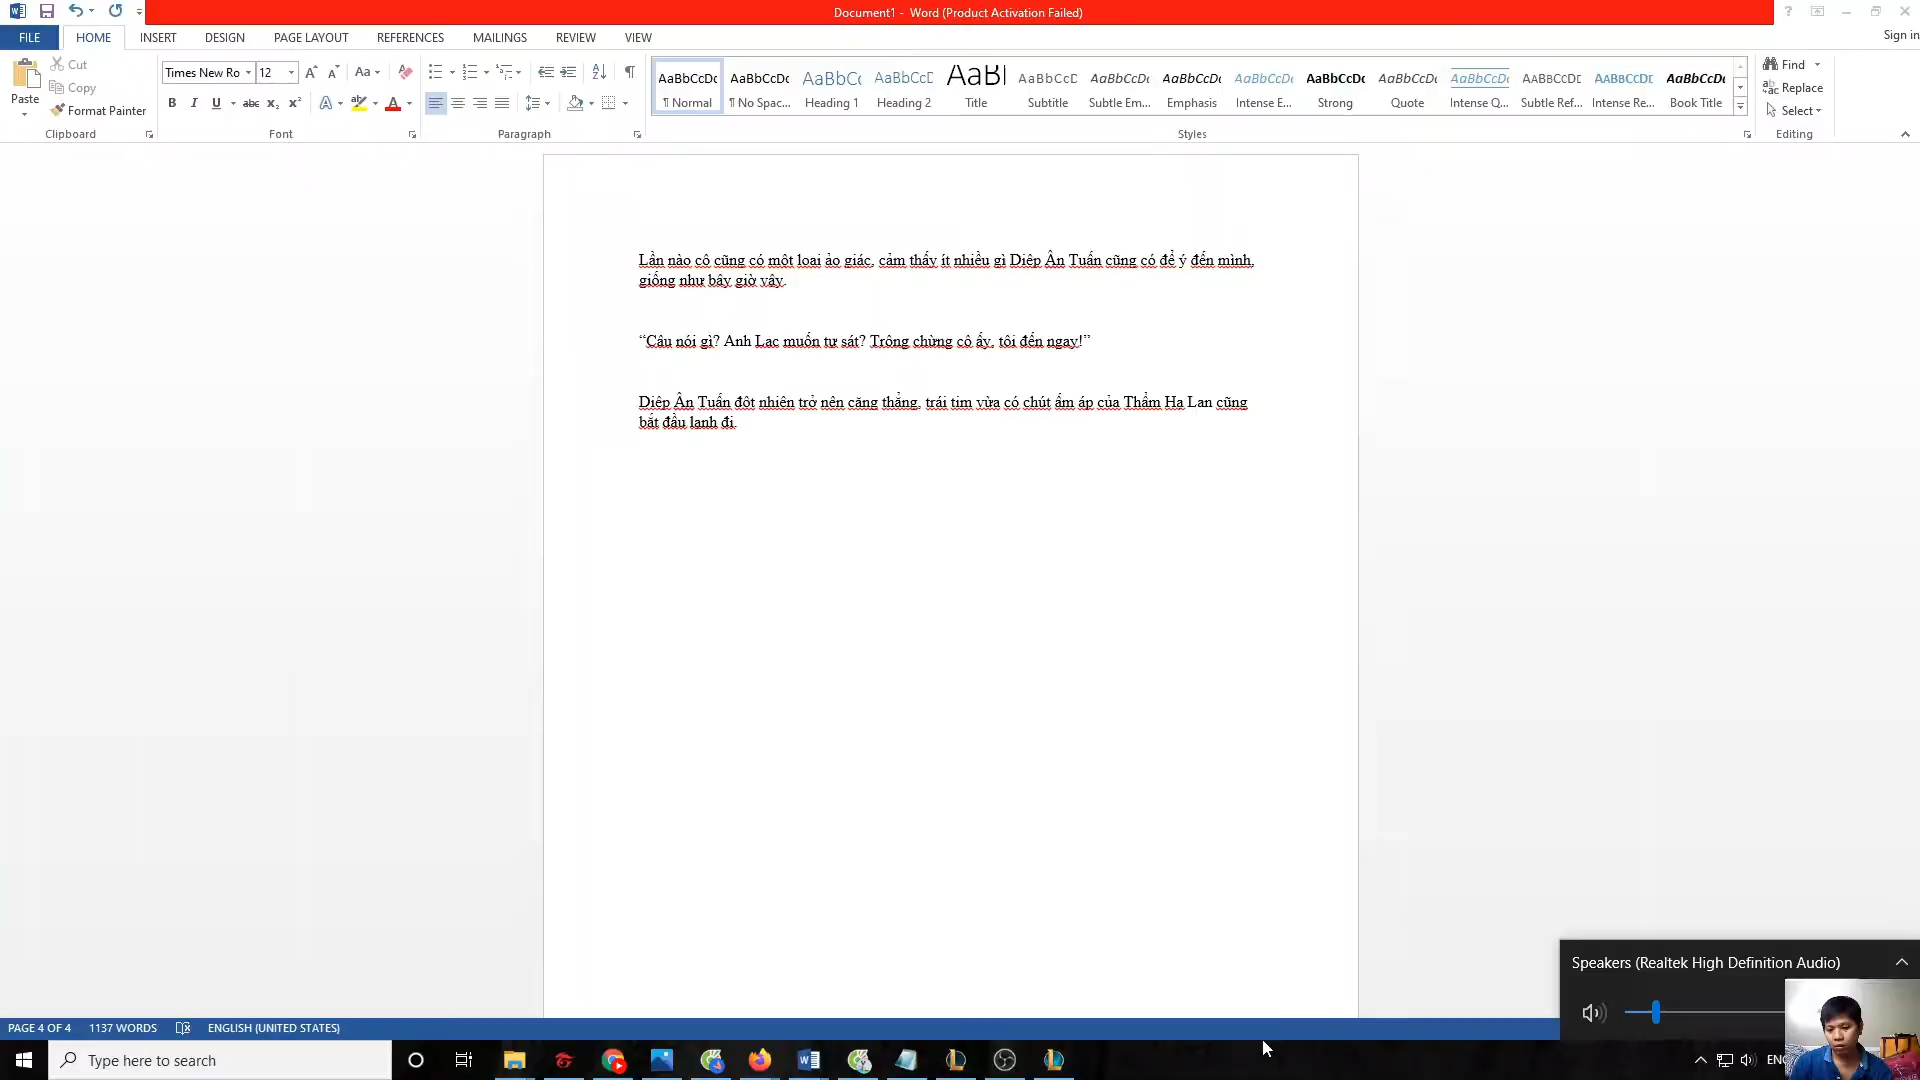 Document1 - Word (Product Activation Failed)
FILE
HOME
INSERT
DESIGN
PAGE LAYOUT
REFERENCES
MAILINGS
REVIEW
VIEW
Sign in
Paste
Cut
Copy
Format Painter
Clipboard
Times New Ro
12
Font
Paragraph
AaBbCcDc
AaBbCcDc
AaBbCc
AaBbCcD
AaBl
AaBbCcD
AaBbCcDc
AaBbCcDc
AaBbCcDc
AaBbCcDc
AaBbCcDc
AaBbCcDc
AABBCCDC
AABBCCDC
AaBbCcDc
¶ Normal
¶ No Spac...
Heading 1
Heading 2
Title
Subtitle
Subtle Em...
Emphasis
Intense E...
Strong
Quote
Intense Q...
Subtle Ref...
Intense Re...
Book Title
Styles
Find
Replace
Select
Editing
Lần nào cô cũng có một loại ảo giác, cảm thấy ít nhiều gì Diệp Ân Tuấn cũng có để ý đến mình,
giống như bây giờ vậy.
“Câu nói gì? Anh Lạc muốn tự sát? Trông chừng cô ấy, tôi đến ngay!”
Diệp Ân Tuấn đột nhiên trở nên căng thẳng, trái tim vừa có chút ấm áp của Thẩm Hạ Lan cũng
bắt đầu lạnh đi.
Speakers (Realtek High Definition Audio)
PAGE 4 OF 4
1137 WORDS
ENGLISH (UNITED STATES)
Type here to search